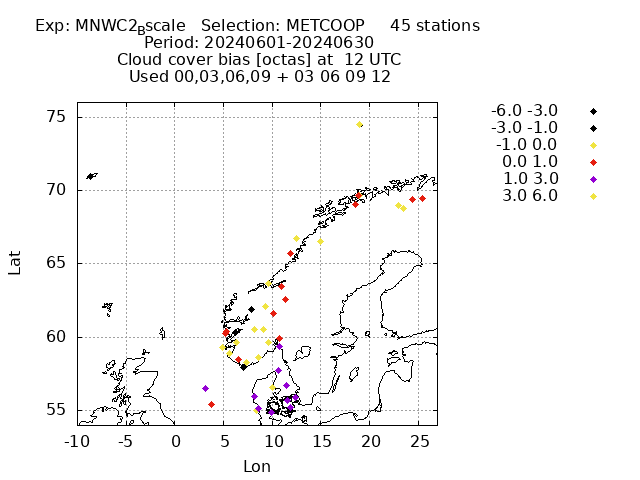 Exp: MNWC2_Bscale   Selection: METCOOP     45 stations
Period: 20240601-20240630
Cloud cover bias [octas] at  12 UTC
Used 00,03,06,09 + 03 06 09 12
-6.0 -3.0
-3.0 -1.0
-1.0 0.0
0.0 1.0
1.0 3.0
3.0 6.0
75
70
65
60
55
Lat
-10 -5 0 5 10 15 20 25
Lon